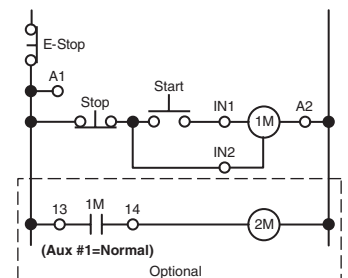 E-Stop
A1
Start
Stop
IN1
1M
A2
IN2
13
1M
14
2M
(Aux #1=Normal)
Optional